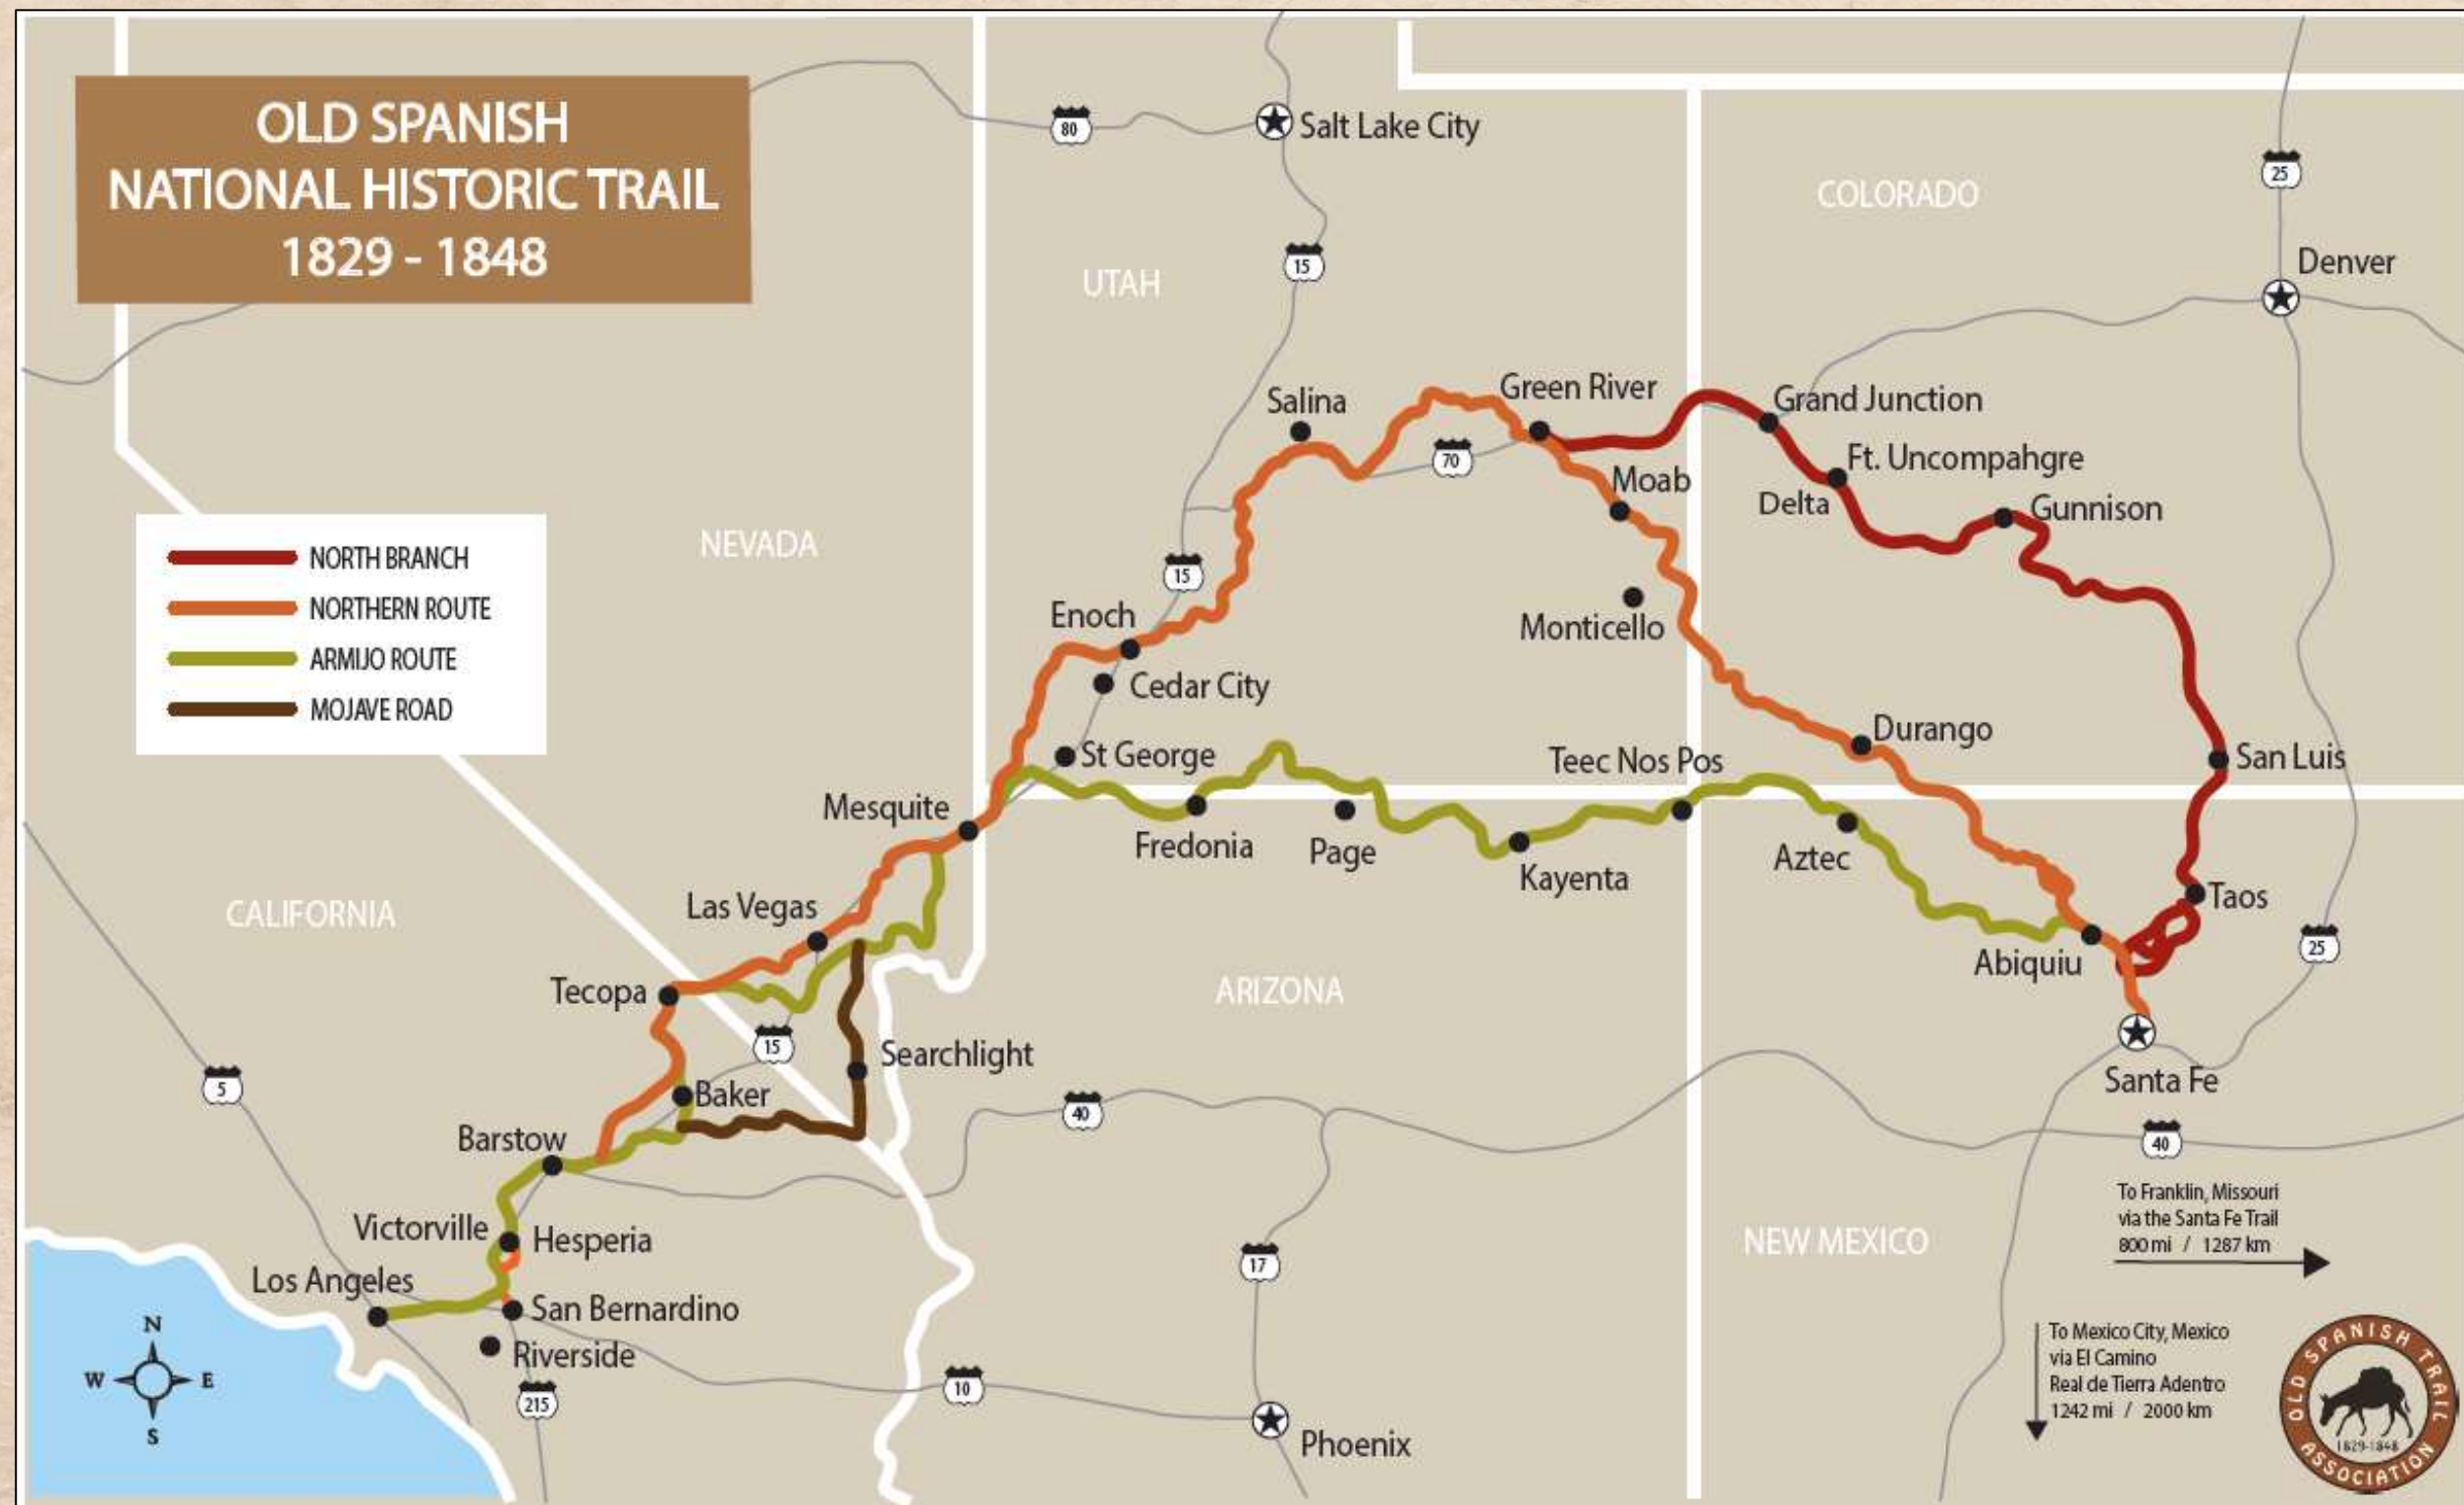 OLD SPANISH
NATIONAL HISTORIC TRAIL
1829 - 1848
80
Salt Lake City
COLORADO
25
15
UTAH
Denver
NORTH BRANCH
NORTHERN ROUTE
ARMIJO ROUTE
MOJAVE ROAD
NEVADA
Salina
Green River
Grand Junction
70
Moab
Ft. Uncompahgre
Delta
Gunnison
15
Enoch
Monticello
Cedar City
St George
Teec Nos Pos
Durango
San Luis
Mesquite
Fredonia
Page
Kayenta
Aztec
Taos
CALIFORNIA
Las Vegas
Abiquiu
25
Tecopa
ARIZONA
15
Searchlight
Santa Fe
5
Baker
40
40
Barstow
Victorville
Hesperia
17
NEW MEXICO
To Franklin, Missouri
via the Santa Fe Trail
800 mi / 1287 km
Los Angeles
San Bernardino
Riverside
215
10
Phoenix
N
W
E
S
To Mexico City, Mexico
via El Camino
Real de Tierra Adentro
1242 mi / 2000 km
OLD SPANISH TRAIL
1829-1848
ASSOCIATION